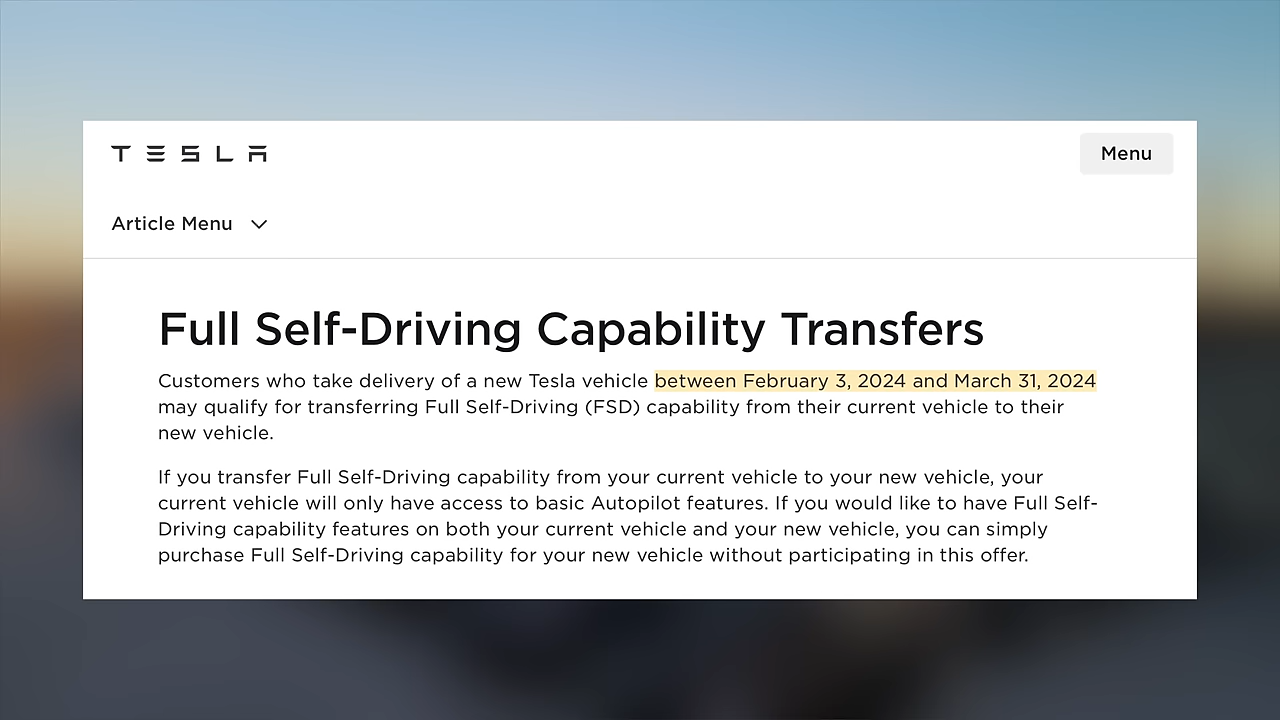 TESLA
Menu
Article Menu
Full Self-Driving Capability Transfers
Customers who take delivery of a new Tesla vehicle between February 3, 2024 and March 31, 2024
may qualify for transferring Full Self-Driving (FSD) capability from their current vehicle to their
new vehicle.
If you transfer Full Self-Driving capability from your current vehicle to your new vehicle, your
current vehicle will only have access to basic Autopilot features. If you would like to have Full Self-
Driving capability features on both your current vehicle and your new vehicle, you can simply
purchase Full Self-Driving capability for your new vehicle without participating in this offer.